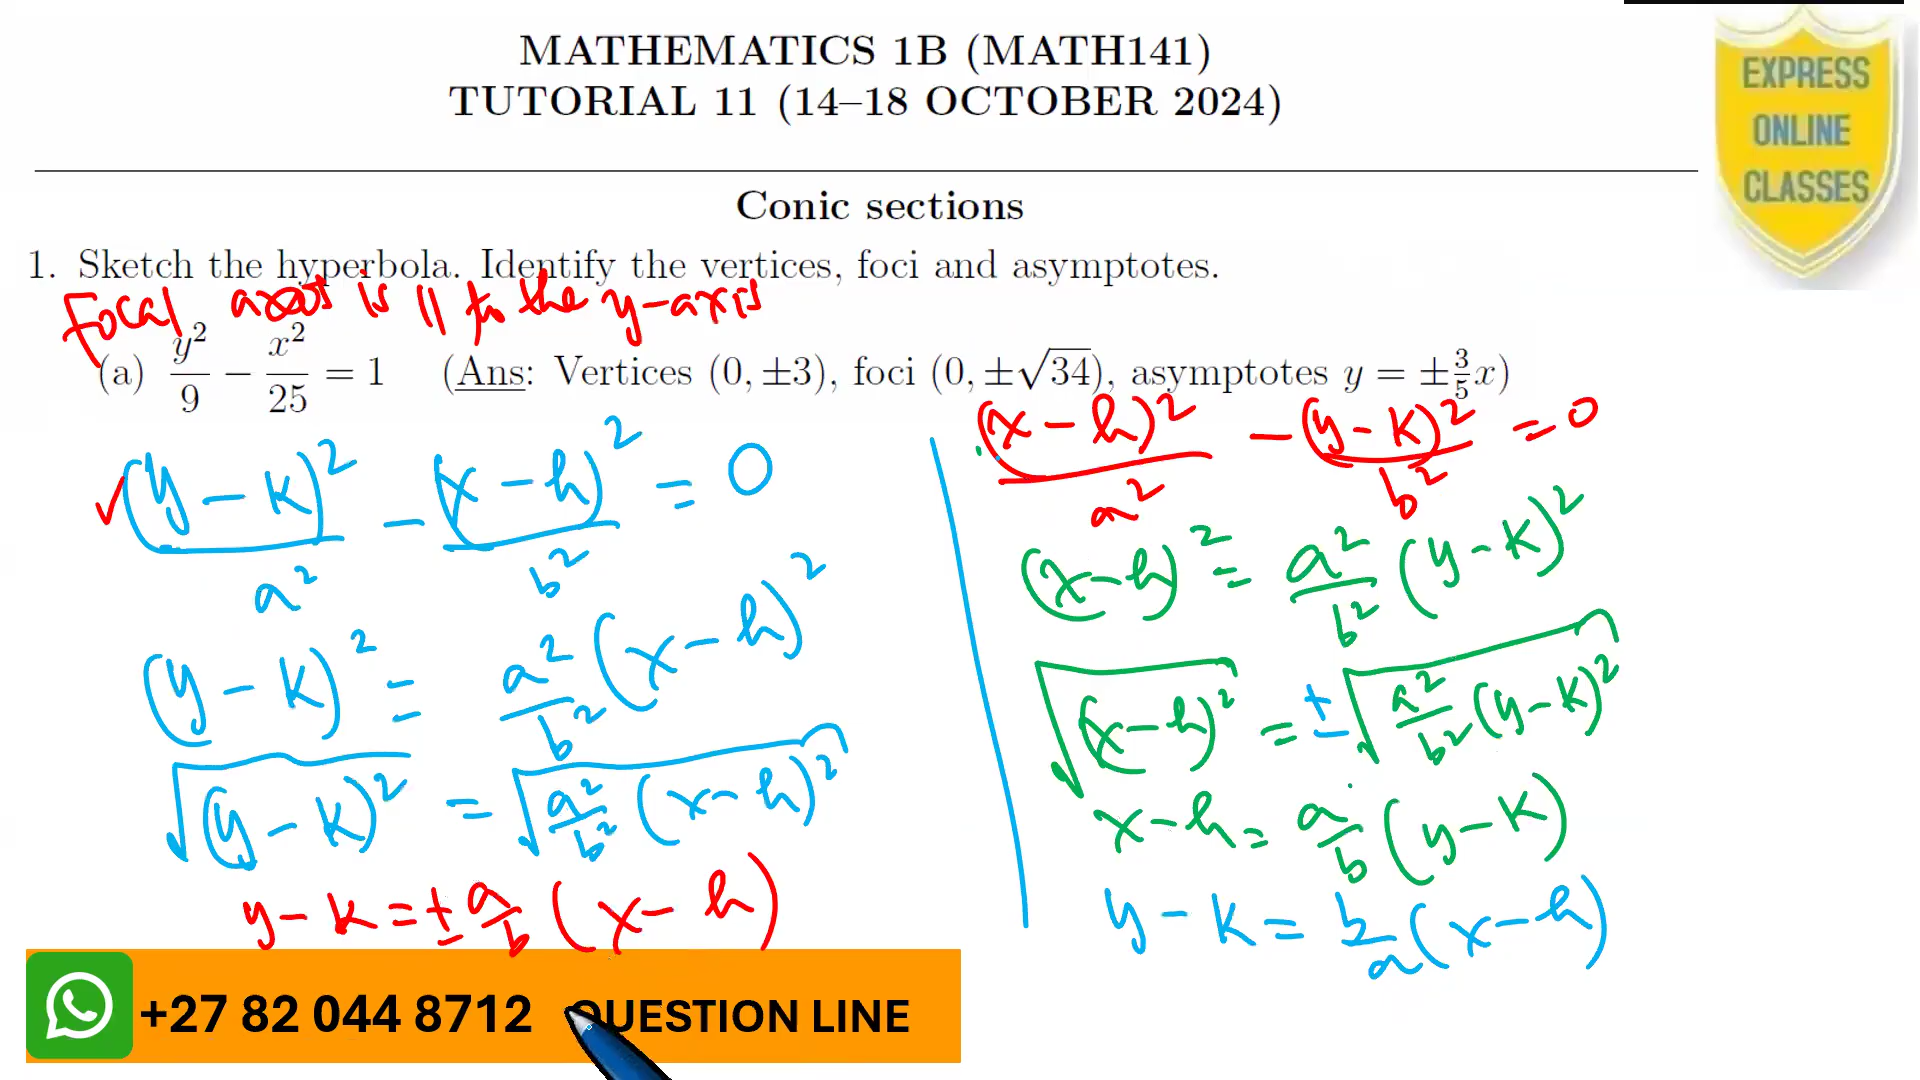 MATHEMATICS 1B (MATH141)
TUTORIAL 11 (14–18 OCTOBER 2024)
EXPRESS
ONLINE
CLASSES
Conic sections
1. Sketch the hyperbola. Identify the vertices, foci and asymptotes.
Focal axis is || to the y-axis
(a) y²/9 − x²/25 = 1 (Ans: Vertices (0, ±3), foci (0, ±√34), asymptotes y = ±3/5x)
(y − k)²/a² − (x − h)²/b² = 0
(y − k)² = a²/b² (x − h)²
√(y − k)² = √a²/b² (x − h)²
y − k = ± a/b (x − h)
(x − h)²/a² − (y − k)²/b² = 0
(x − h)² = a²/b² (y − k)²
√(x − h)² = ± √a²/b² (y − k)²
x − h = a/b (y − k)
y − k = b/a (x − h)
+27 82 044 8712 QUESTION LINE